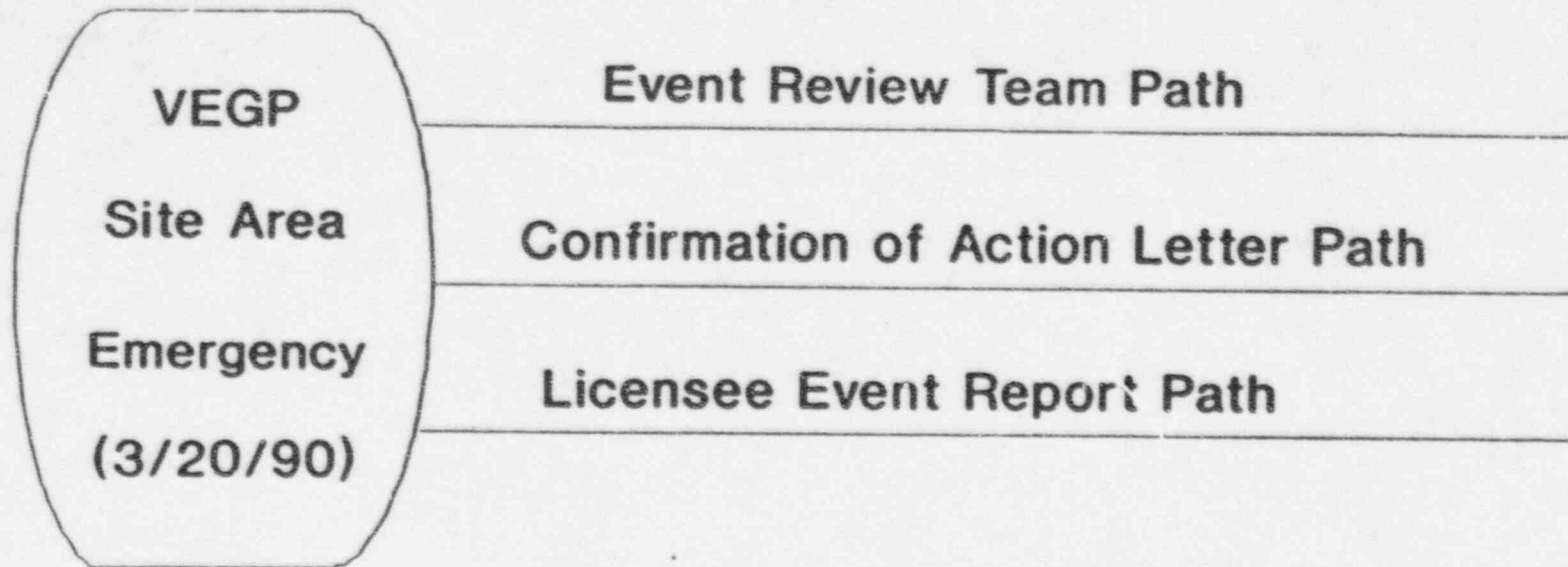 VEGP
Site Area
Emergency
(3/20/90)
Event Review Team Path
Confirmation of Action Letter Path
Licensee Event Report Path